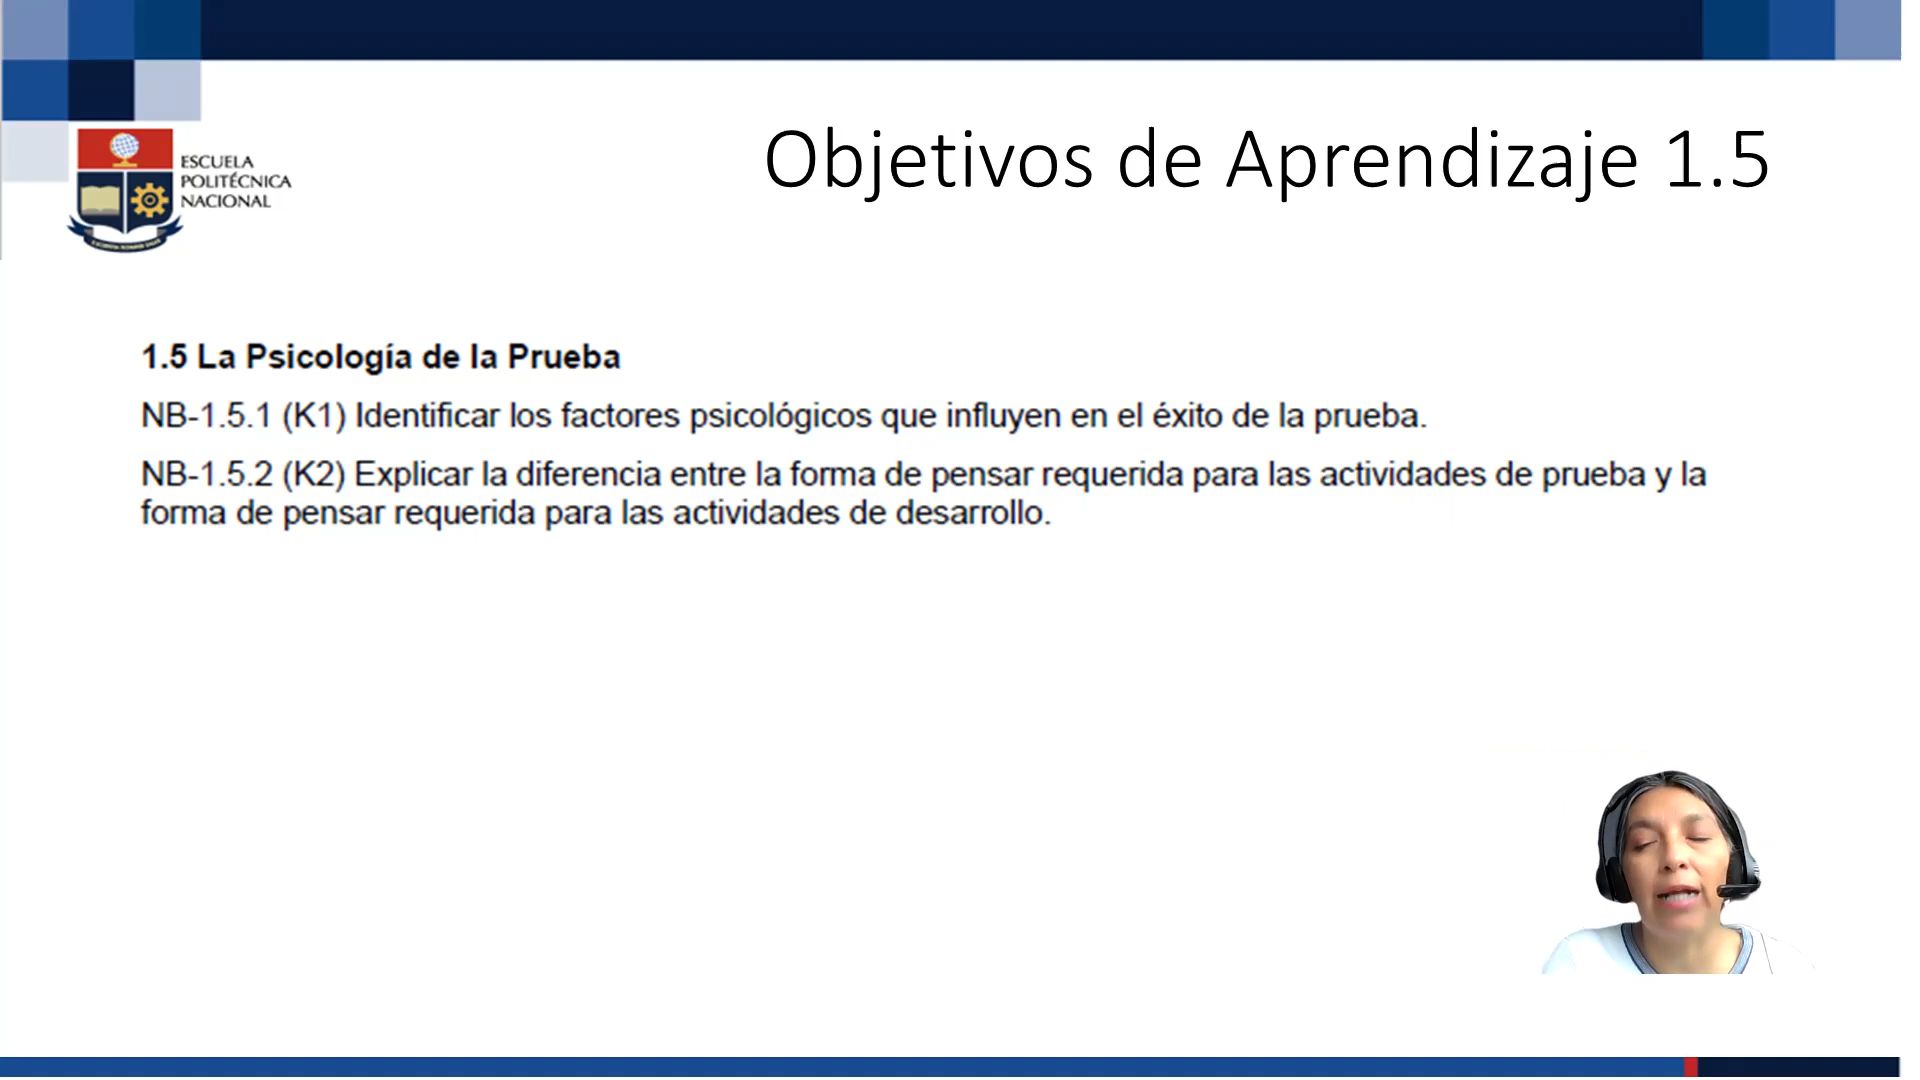 Objetivos de Aprendizaje 1.5
ESCUELA
POLITÉCNICA
NACIONAL
1.5 La Psicología de la Prueba
NB-1.5.1 (K1) Identificar los factores psicológicos que influyen en el éxito de la prueba.
NB-1.5.2 (K2) Explicar la diferencia entre la forma de pensar requerida para las actividades de prueba y la
forma de pensar requerida para las actividades de desarrollo.